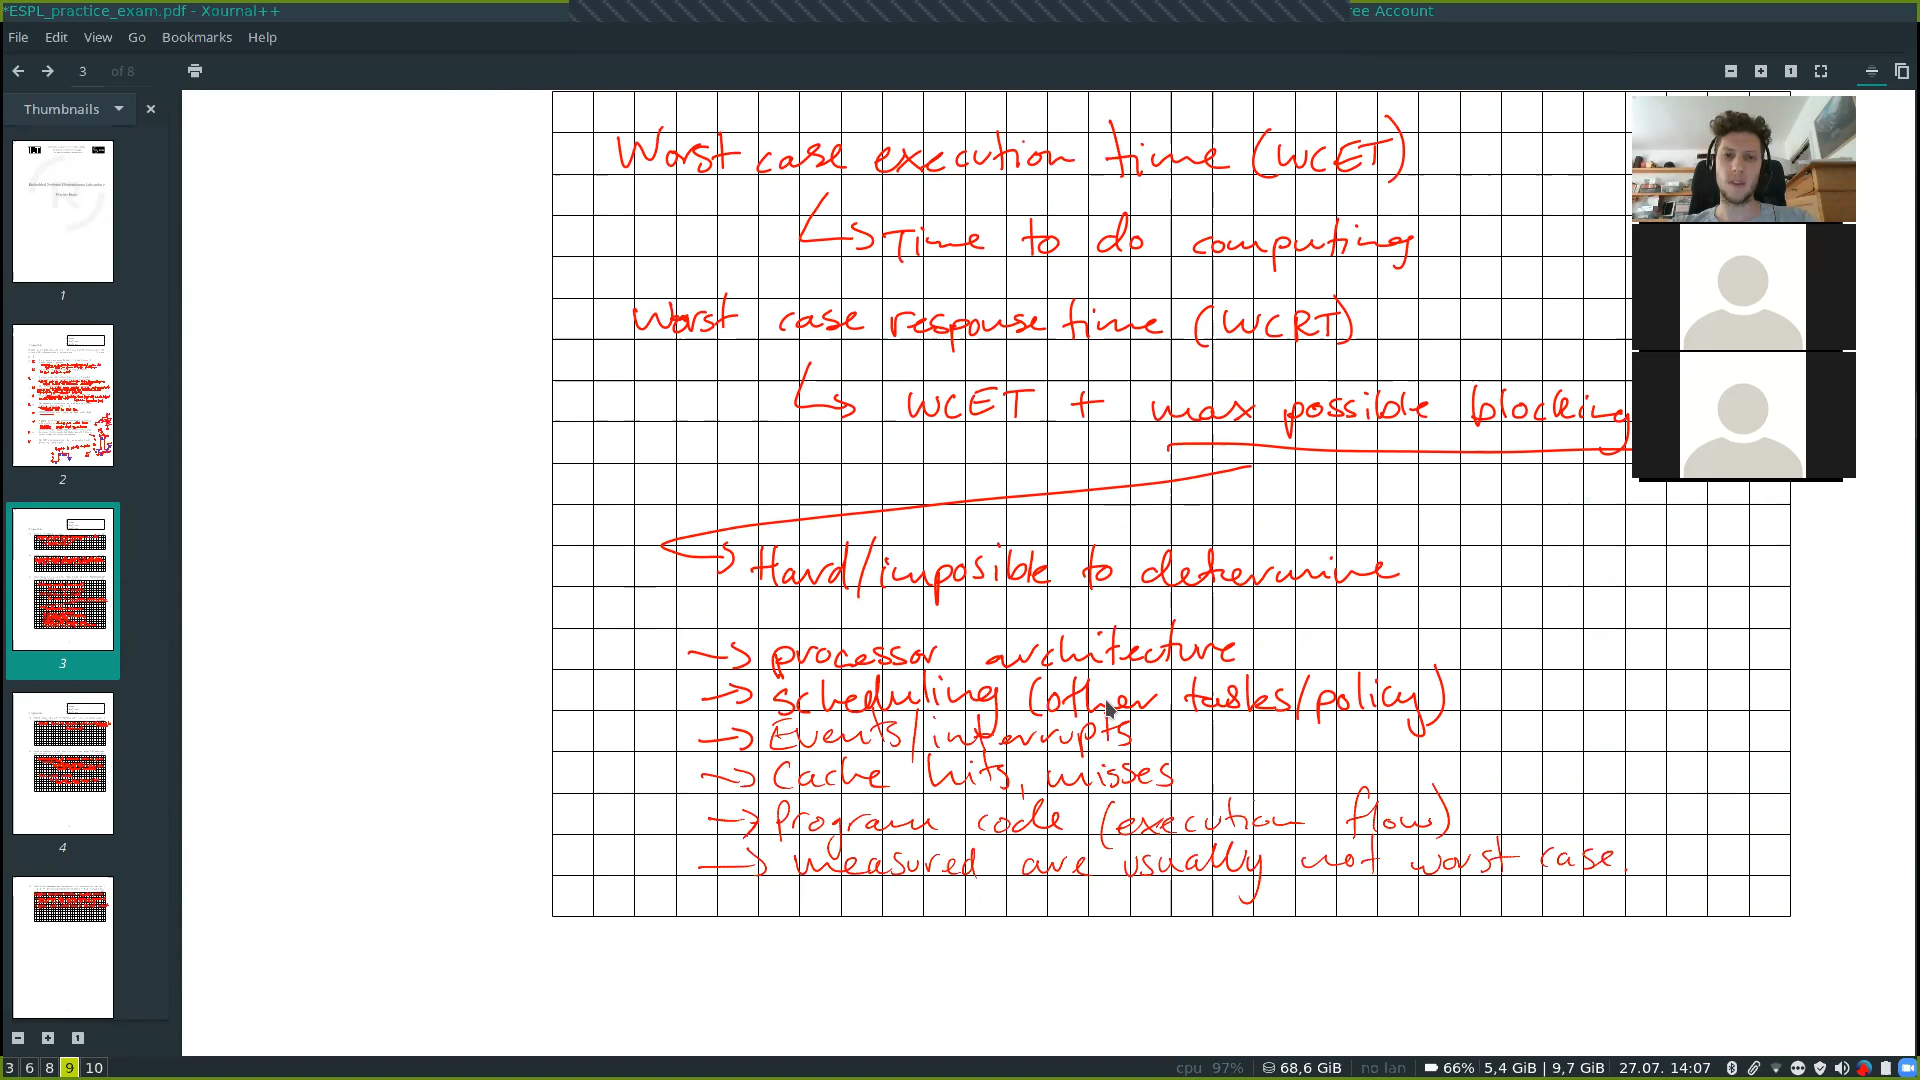 *ESPL_practice_exam.pdf - Xournal++
ree Account
File Edit View Go Bookmarks Help
3 of 8
Thumbnails
1
2
3
4
Worst case execution time (WCET)
Time to do computing
Worst case response time (WCRT)
WCET + max possible blocking
Hard/imposible to determine
→ processor architecture
→ scheduling (other tasks/policy)
→ Events/interrupts
→ Cache hits, misses
→ Program code (execution flow)
→ measured are usually not worst case.
3 6 8 9 10
cpu 97% 68,6 GiB no lan 66% 5,4 GiB | 9,7 GiB 27.07. 14:07